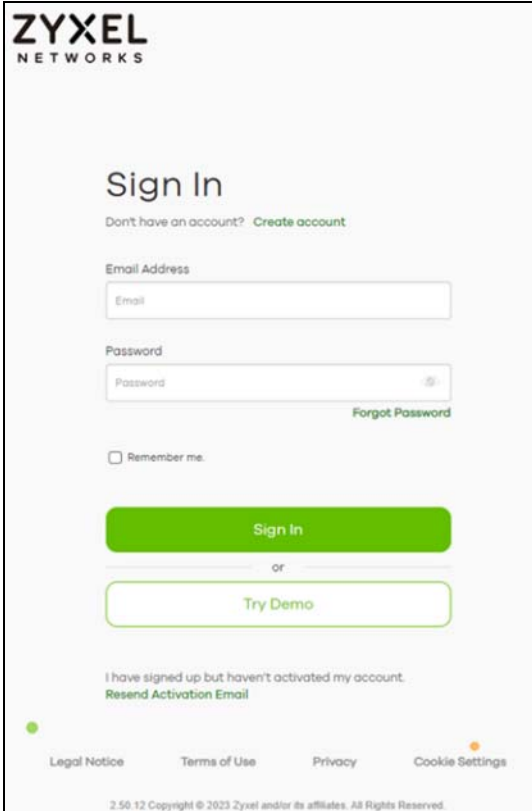 ZYXEL
NETWORKS
Sign In
Don't have an account? Create account
Email Address
Email
Password
Password
Forgot Password
Remember me.
Sign In
or
Try Demo
I have signed up but haven't activated my account.
Resend Activation Email
Legal Notice Terms of Use Privacy Cookie Settings
2.50.12 Copyright © 2023 Zyxel and/or its affiliates. All Rights Reserved.